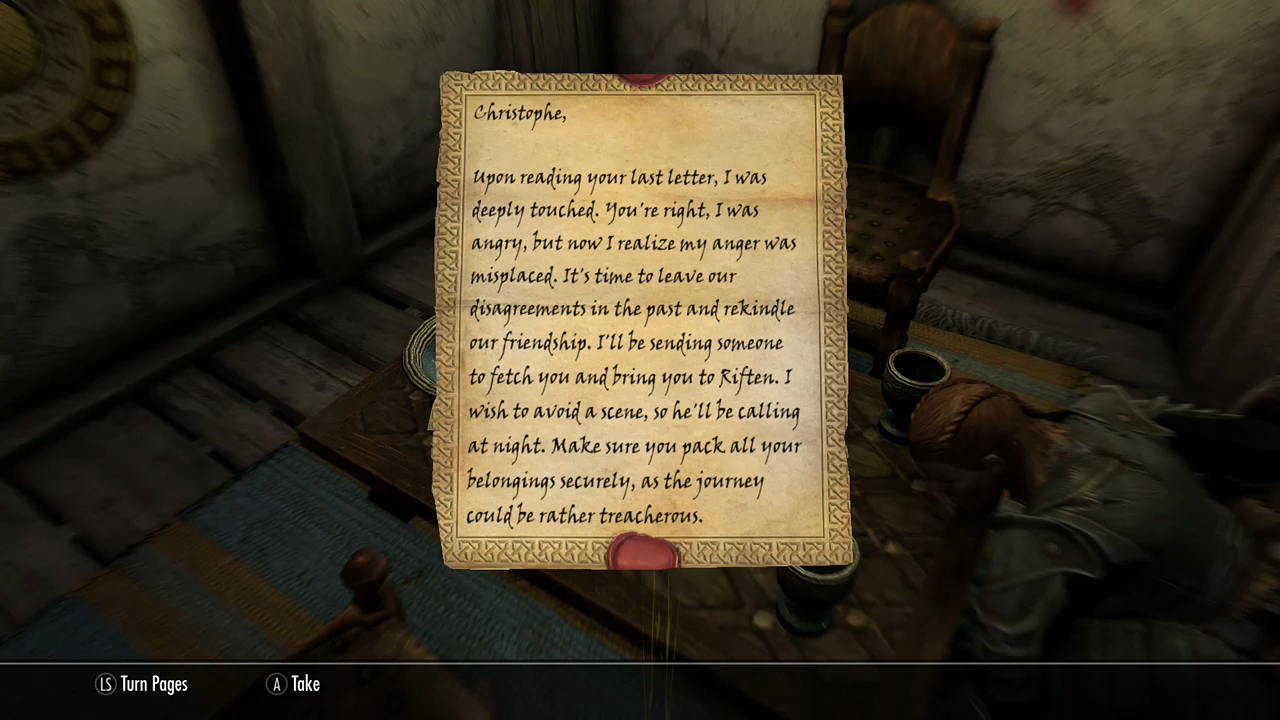 Christophe,
Upon reading your last letter, I was
deeply touched. You're right, I was
angry, but now I realize my anger was
misplaced. It's time to leave our
disagreements in the past and rekindle
our friendship. I'll be sending someone
to fetch you and bring you to Riften. I
wish to avoid a scene, so he'll be calling
at night. Make sure you pack all your
belongings securely, as the journey
could be rather treacherous.
LS Turn Pages A Take